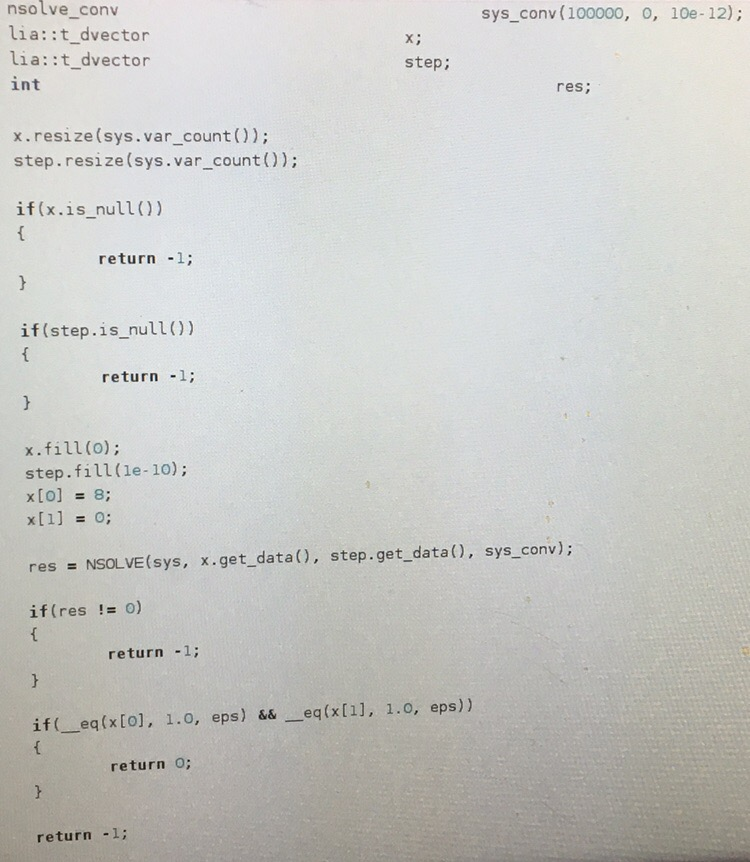 nsolve_conv sys_conv(100000, 0, 10e-12);
lia::t_dvector x;
lia::t_dvector step;
int res;
x.resize(sys.var_count());
step.resize(sys.var_count());
if(x.is_null())
{
return -1;
}
if(step.is_null())
{
return -1;
}
x.fill(0);
step.fill(1e-10);
x[0] = 8;
x[1] = 0;
res = NSOLVE(sys, x.get_data(), step.get_data(), sys_conv);
if(res != 0)
{
return -1;
}
if(__eq(x[0], 1.0, eps) && __eq(x[1], 1.0, eps))
{
return 0;
}
return -1;